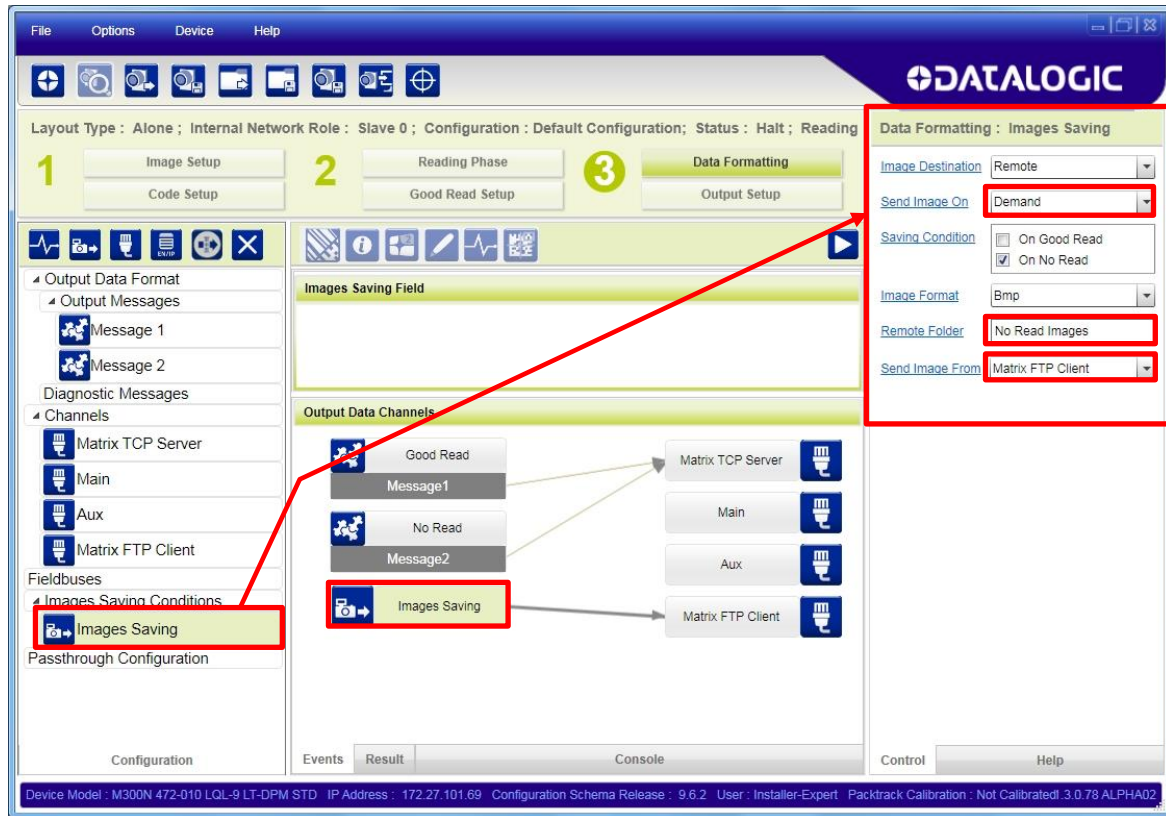 File Options Device Help
DATALOGIC
Layout Type : Alone ; Internal Network Role : Slave 0 ; Configuration : Default Configuration; Status : Halt ; Reading
1
Image Setup
Code Setup
2
Reading Phase
Good Read Setup
3
Data Formatting
Output Setup
EN/IP
Output Data Format
Output Messages
Message 1
Message 2
Diagnostic Messages
Channels
Matrix TCP Server
Main
Aux
Matrix FTP Client
Fieldbuses
Images Saving Conditions
Images Saving
Passthrough Configuration
Configuration
Images Saving Field
Output Data Channels
Good Read
Message1
No Read
Message2
Images Saving
Matrix TCP Server
Main
Aux
Matrix FTP Client
Events Result Console
Data Formatting : Images Saving
Image Destination Remote
Send Image On Demand
Saving Condition On Good Read
On No Read
Image Format Bmp
Remote Folder No Read Images
Send Image From Matrix FTP Client
Control Help
Device Model : M300N 472-010 LQL-9 LT-DPM STD IP Address : 172.27.101.69 Configuration Schema Release : 9.6.2 User : Installer-Expert Packtrack Calibration : Not Calibrated!.3.0.78 ALPHA02